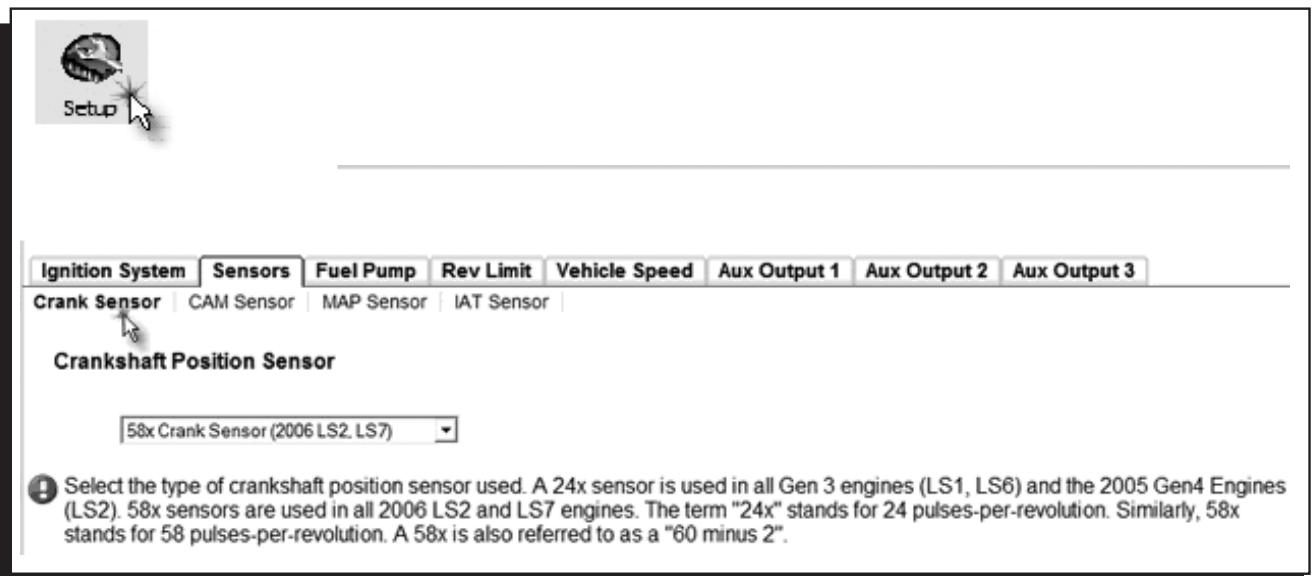 Setup
Ignition System Sensors Fuel Pump Rev Limit Vehicle Speed Aux Output 1 Aux Output 2 Aux Output 3
Crank Sensor CAM Sensor MAP Sensor IAT Sensor
Crankshaft Position Sensor
58x Crank Sensor (2006 LS2, LS7)
Select the type of crankshaft position sensor used. A 24x sensor is used in all Gen 3 engines (LS1, LS6) and the 2005 Gen4 Engines
(LS2). 58x sensors are used in all 2006 LS2 and LS7 engines. The term "24x" stands for 24 pulses-per-revolution. Similarly, 58x
stands for 58 pulses-per-revolution. A 58x is also referred to as a "60 minus 2".